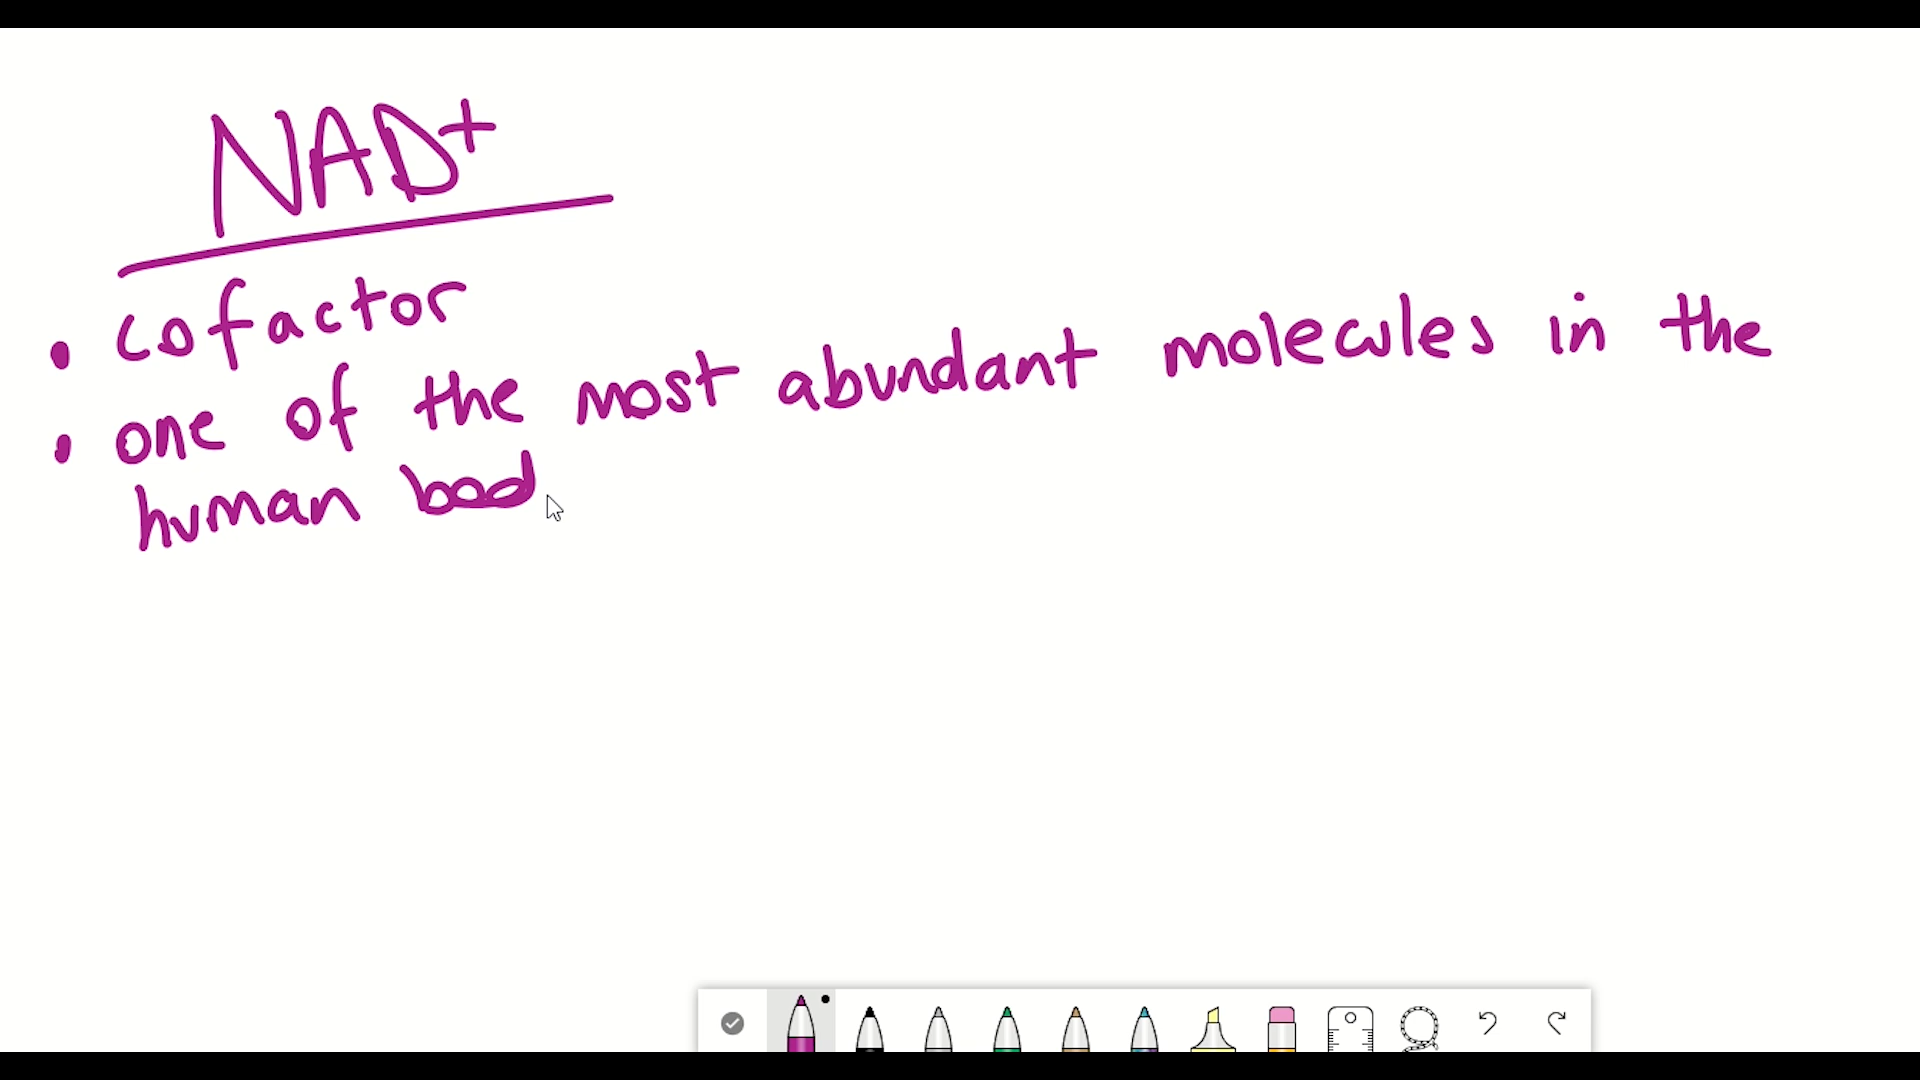 NAD+
• cofactor
• one of the most abundant molecules in the
human bod